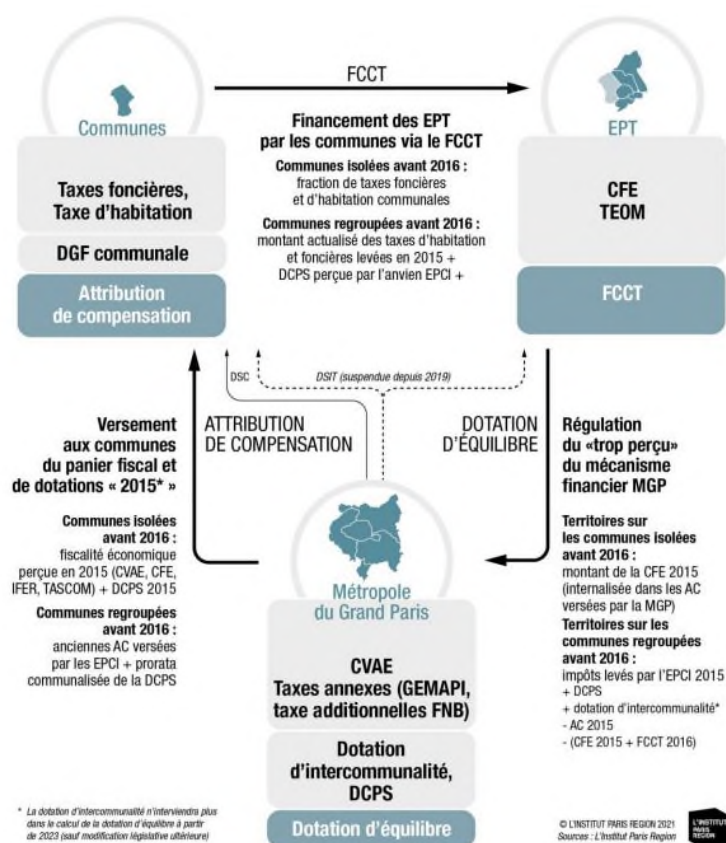 FCCT
Communes
Taxes foncières,
Taxe d'habitation
DGF communale
Attribution
de compensation
Financement des EPT
par les communes via le FCCT
Communes isolées avant 2016 :
fraction de taxes foncières
et d'habitation communales
Communes regroupées avant 2016 :
montant actualisé des taxes d'habitation
et foncières levées en 2015 +
DCPS perçue par l'anvien EPCI +
EPT
CFE
TEOM
FCCT
DSC
DSIT (suspendue depuis 2019)
Versement
aux communes
du panier fiscal et
de dotations « 2015* »
Communes isolées
avant 2016 :
fiscalité économique
perçue en 2015 (CVAE, CFE,
IFER, TASCOM) + DCPS 2015
Communes regroupées
avant 2016 :
anciennes AC versées
par les EPCI + prorata
communalisée de la DCPS
ATTRIBUTION
DE COMPENSATION
DOTATION
D'ÉQUILIBRE
Régulation
du «trop perçu»
du mécanisme
financier MGP
Territoires sur
les communes isolées
avant 2016 :
montant de la CFE 2015
(internalisée dans les AC
versées par la MGP)
Territoires sur les
communes regroupées
avant 2016 :
impôts levés par l'EPCI 2015
+ DCPS
+ dotation d'intercommunalité*
- AC 2015
- (CFE 2015 + FCCT 2016)
Métropole
du Grand Paris
CVAE
Taxes annexes (GEMAPI,
taxe additionnelles FNB)
Dotation
d'intercommunalité,
DCPS
Dotation d'équilibre
* La dotation d'intercommunalité n'interviendra plus
dans le calcul de la dotation d'équilibre à partir
de 2023 (sauf modification législative ultérieure)
© L'INSTITUT PARIS REGION 2021
Sources : L'Institut Paris Region
L'INSTITUT
PARIS
REGION